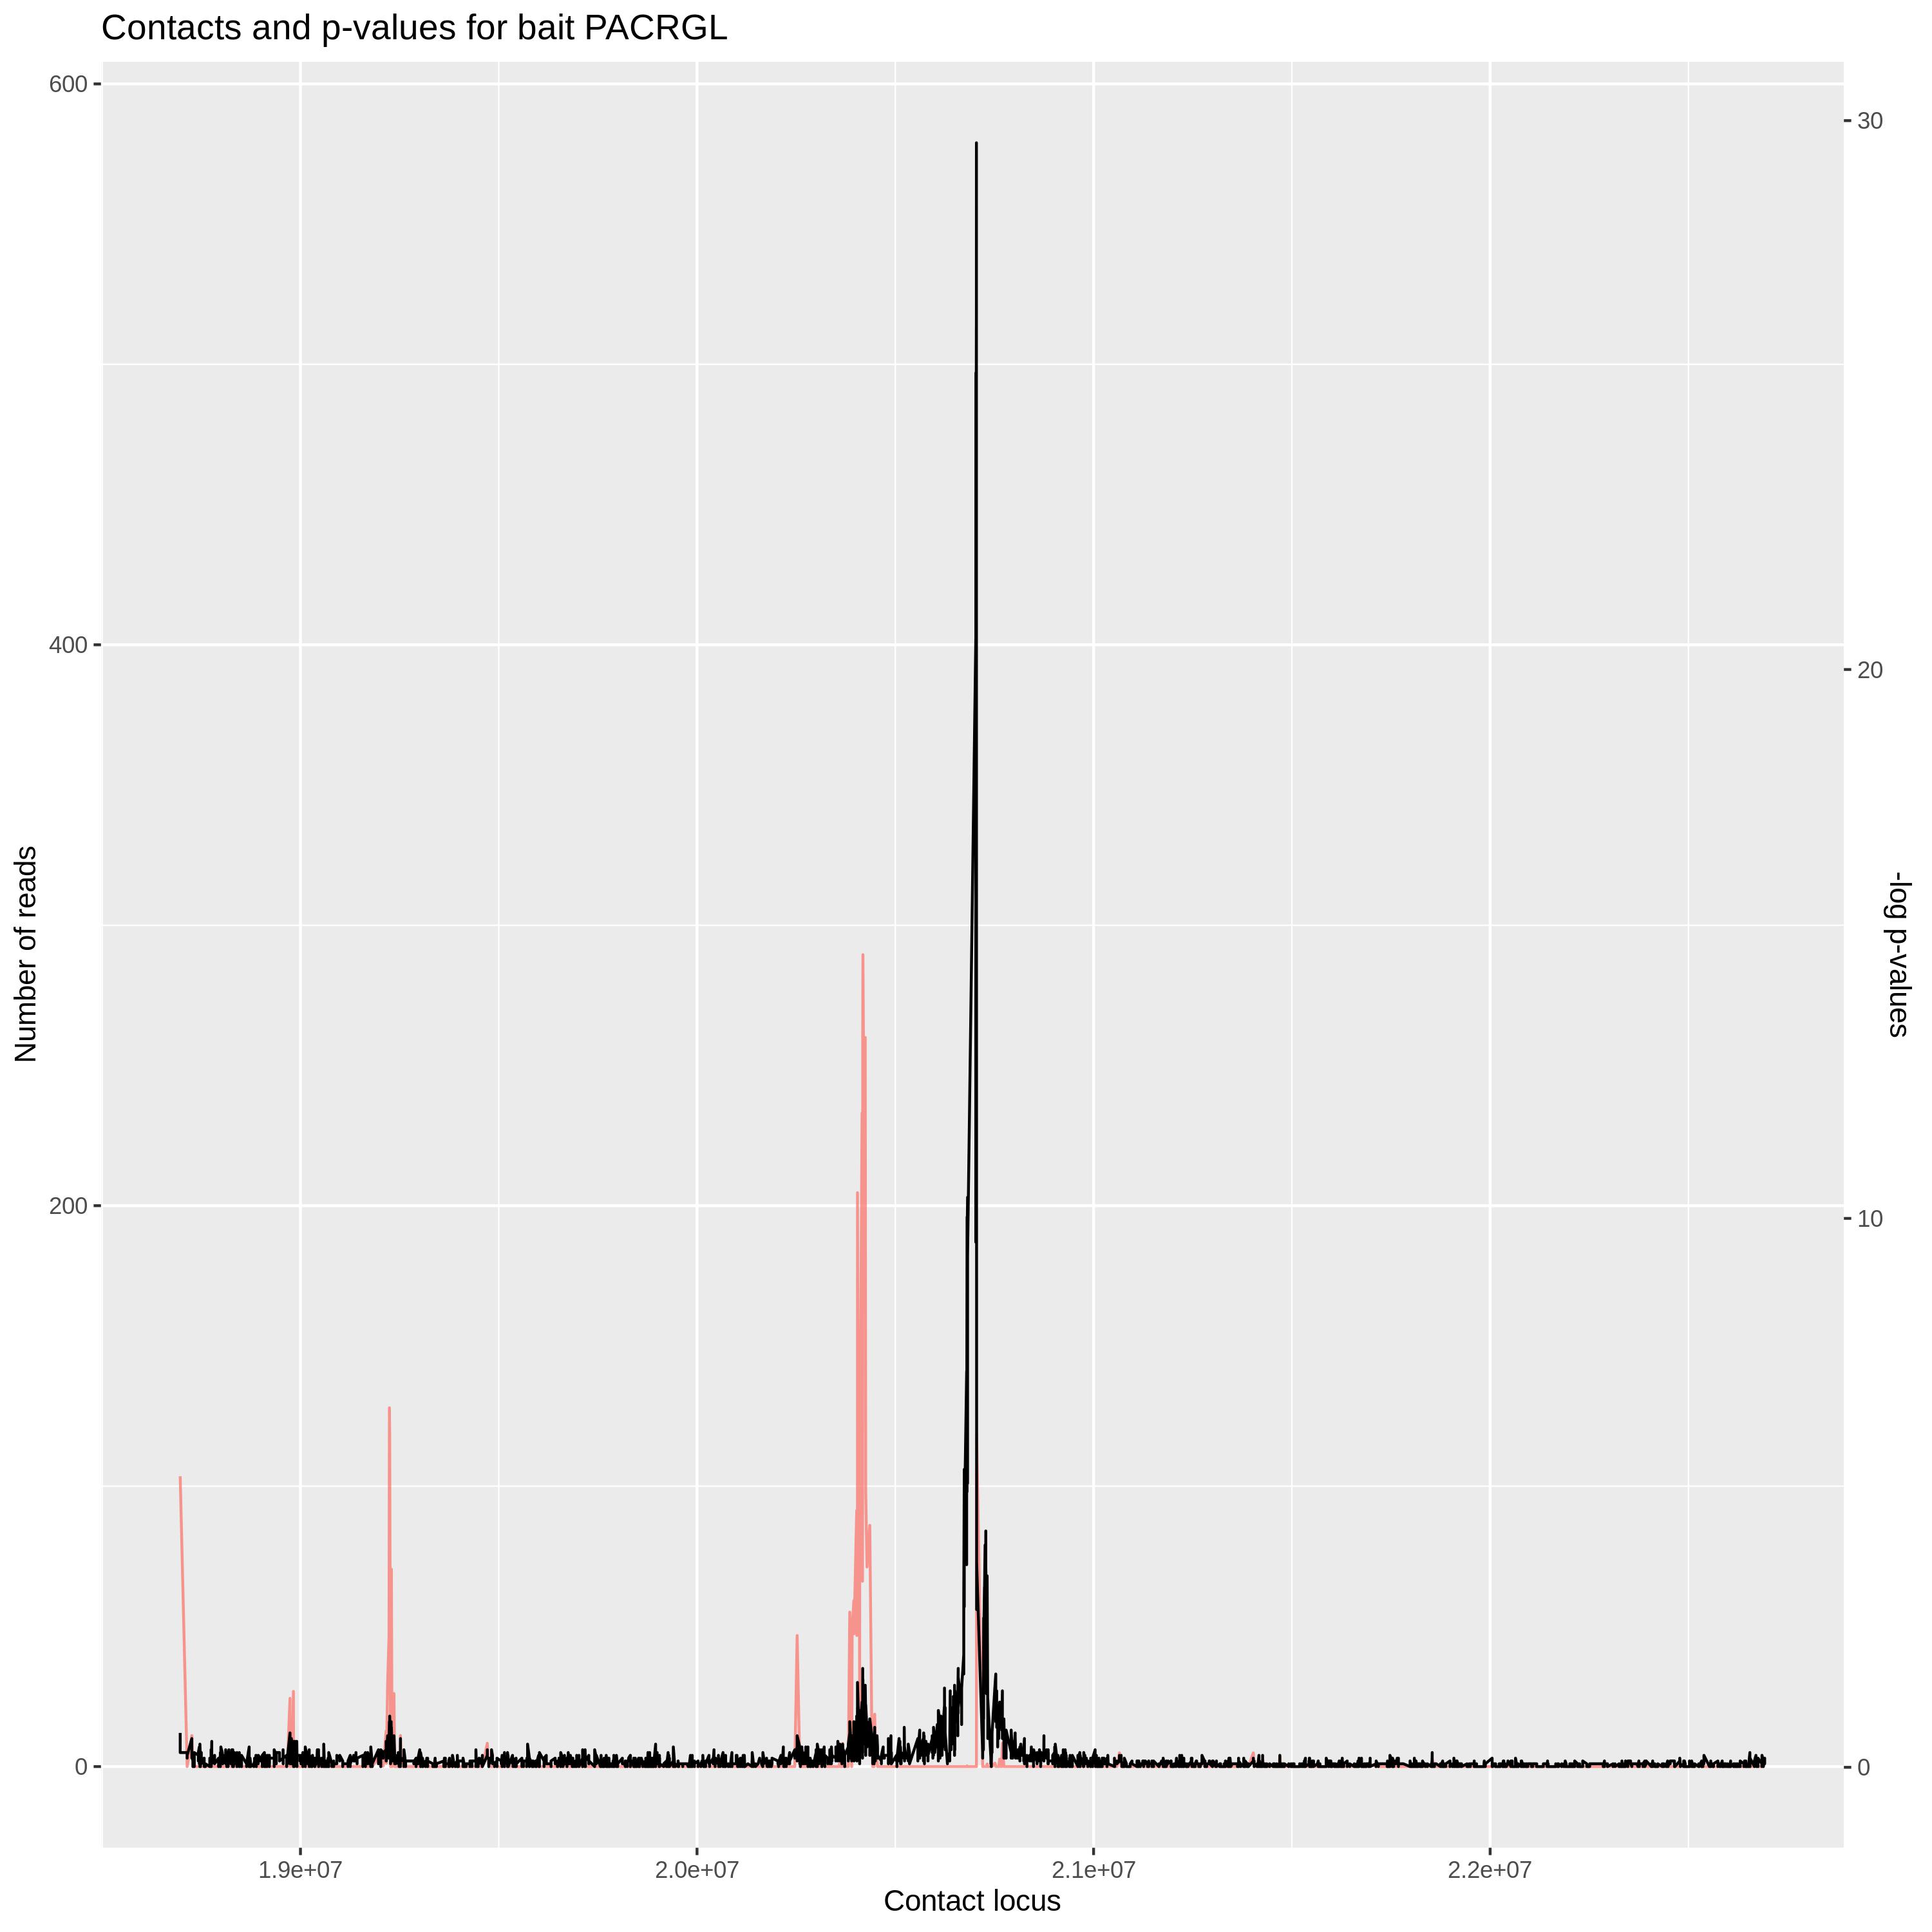 Contacts and p-values for bait PACRGL
600
400
200
0
Number of reads
30
20
10
0
-log p-values
1.9e+07
2.0e+07
2.1e+07
2.2e+07
Contact locus